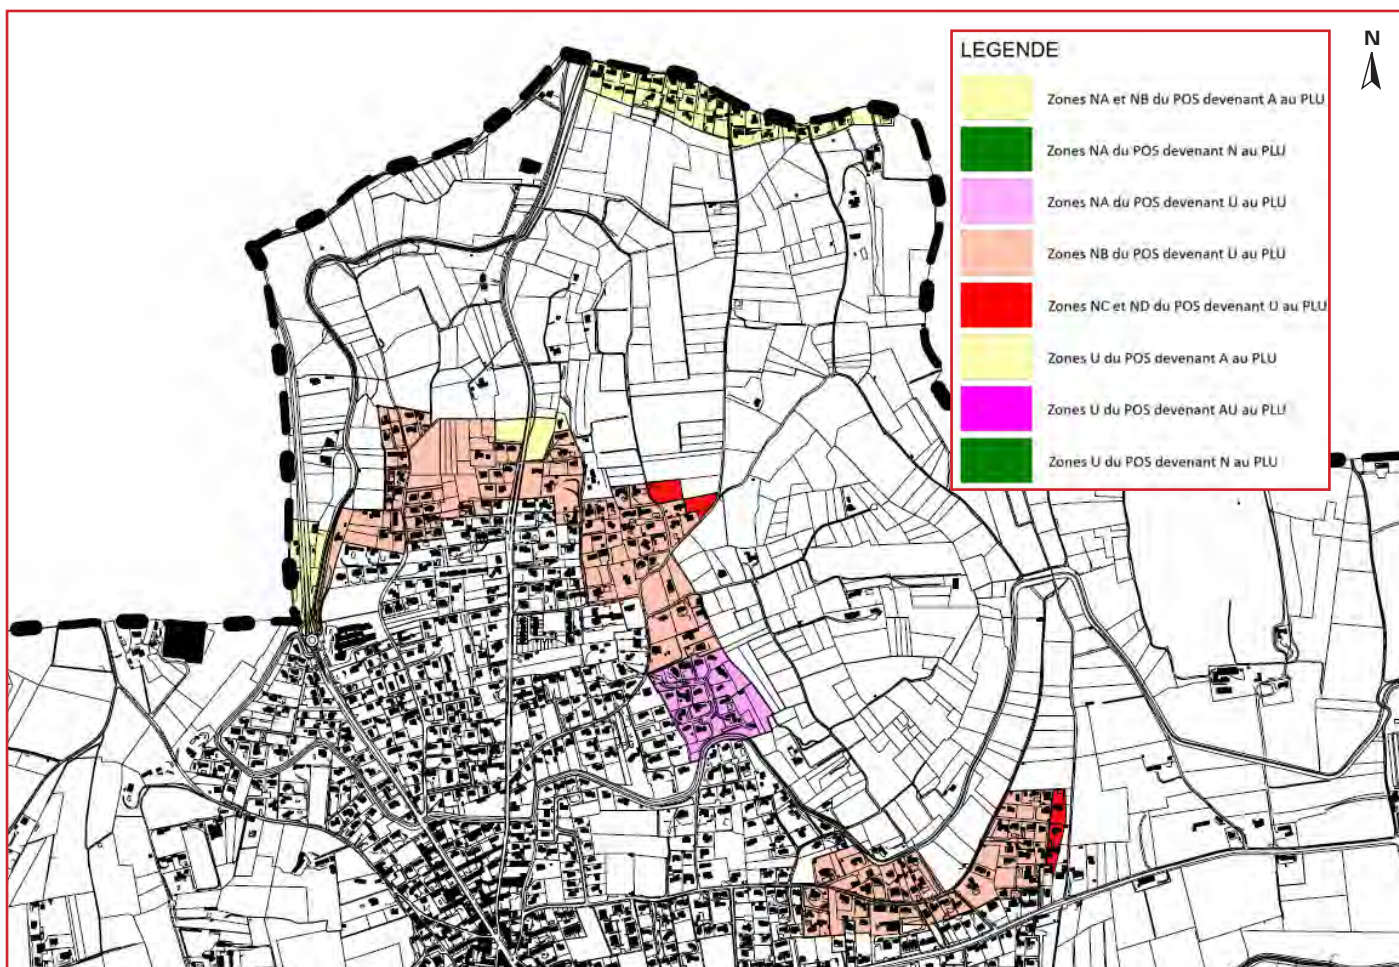 LEGENDE
N
Zones NA et NB du POS devenant A au PLU
Zones NA du POS devenant N au PLU
Zones NA du POS devenant U au PLU
Zones NB du POS devenant U au PLU
Zones NC et ND du POS devenant U au PLU
Zones U du POS devenant A au PLU
Zones U du POS devenant AU au PLU
Zones U du POS devenant N au PLU